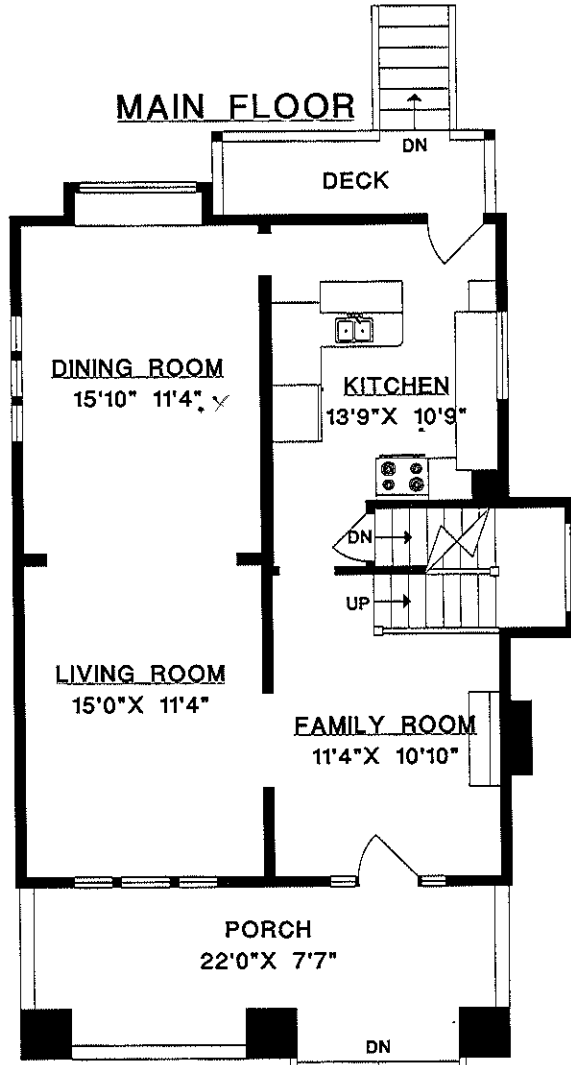 MAIN FLOOR
DN
DECK
DINING ROOM
15'10" 11'4" x
KITCHEN
13'9"X 10'9"
DN
UP
LIVING ROOM
15'0"X 11'4"
FAMILY ROOM
11'4"X 10'10"
PORCH
22'0"X 7'7"
DN